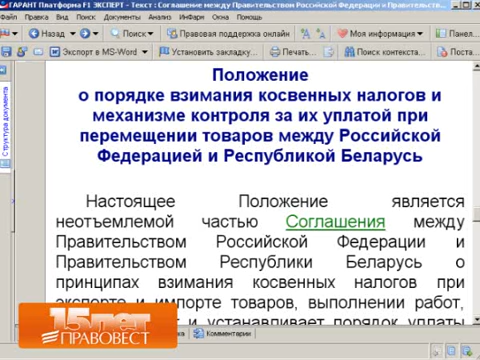 ГАРАНТ Платформа F1 ЭКСПЕРТ - Текст : Соглашение между Правительством Российской Федерации и Правительств...
Вид Поиск Документы Анализ Инфарм Окна Помощь
Назад Поиск Правовая поддержка онлайн Моя информация Панел...
Экспорт в MS-Word Установить закладку... Печать... Поиск контекста... Поста...
Структура документа
Положение
о порядке взимания косвенных налогов и
механизме контроля за их уплатой при
перемещении товаров между Российской
Федерацией и Республикой Беларусь
Настоящее Положение является
неотъемлемой частью Соглашения между
Правительством Российской Федерации и
Правительством Республики Беларусь о
принципах взимания косвенных налогов при
экспорте и импорте товаров, выполнении работ,
и устанавливает порядок уплаты
15 лет
ПРАВОВЕСТ
Комментарии